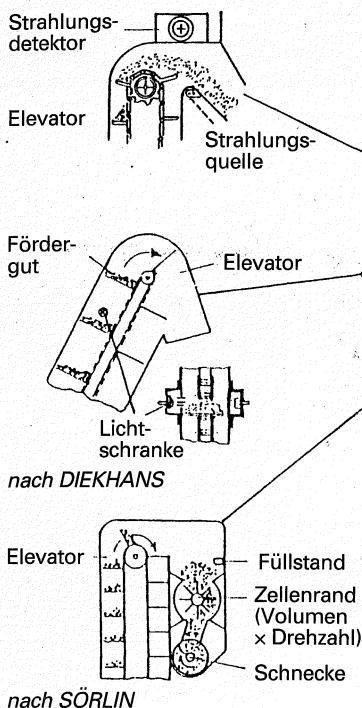 Strahlungs-
detektor
Elevator
Strahlungs-
quelle
Förder-
gut
Elevator
Licht-
schranke
nach DIEKHANS
Elevator
Füllstand
Zellenrand
(Volumen
× Drehzahl)
Schnecke
nach SÖRLIN